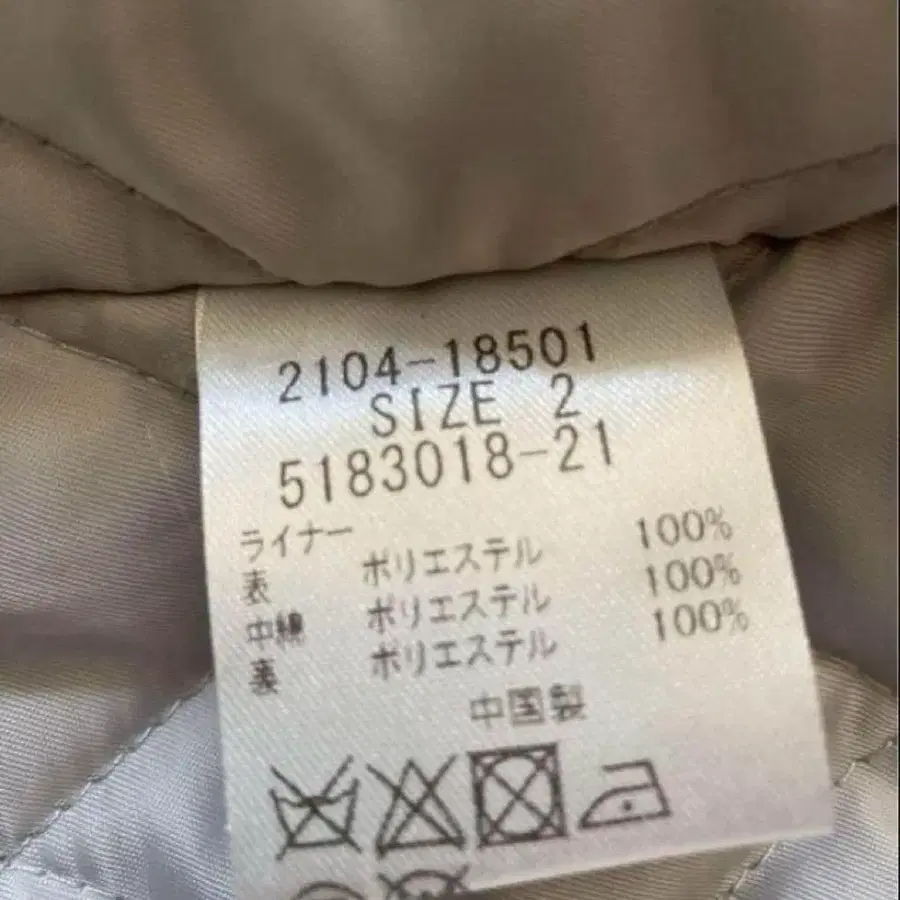 2104-18501
SIZE 2
5183018-21
ライナー
表 ポリエステル 100%
中綿 ポリエステル 100%
裏 ポリエステル 100%
中国製